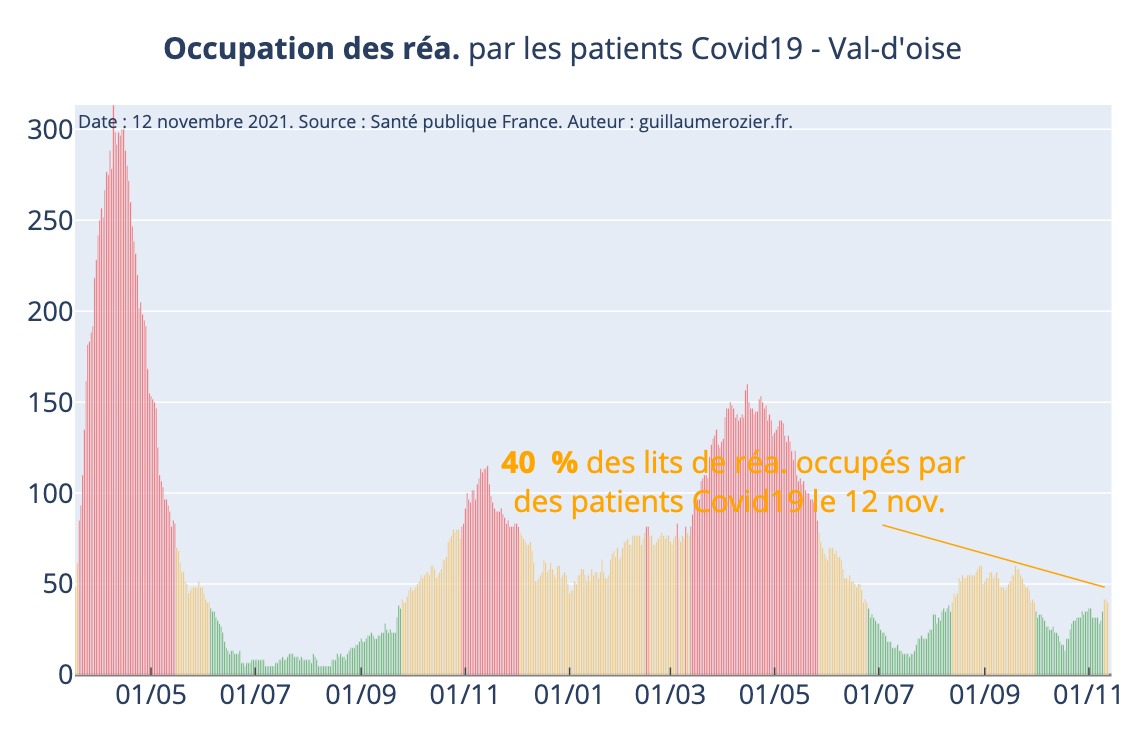 Occupation des réa. par les patients Covid19 - Val-d'oise
Date : 12 novembre 2021. Source : Santé publique France. Auteur : guillaumerozier.fr.
300
250
200
150
100
50
0
40 % des lits de réa. occupés par
des patients Covid19 le 12 nov.
01/05 01/07 01/09 01/11 01/01 01/03 01/05 01/07 01/09 01/11